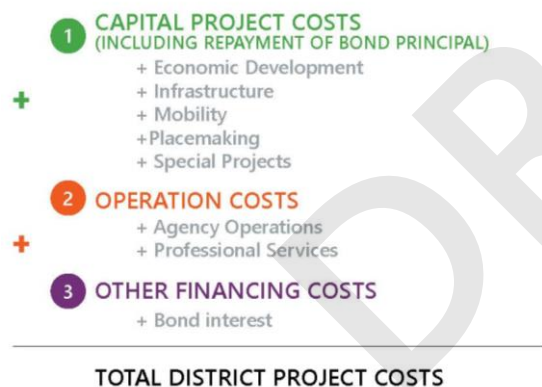 1 CAPITAL PROJECT COSTS
(INCLUDING REPAYMENT OF BOND PRINCIPAL)
+ Economic Development
+ Infrastructure
+ Mobility
+Placemaking
+ Special Projects
+
2 OPERATION COSTS
+ Agency Operations
+ Professional Services
+
3 OTHER FINANCING COSTS
+ Bond interest
TOTAL DISTRICT PROJECT COSTS